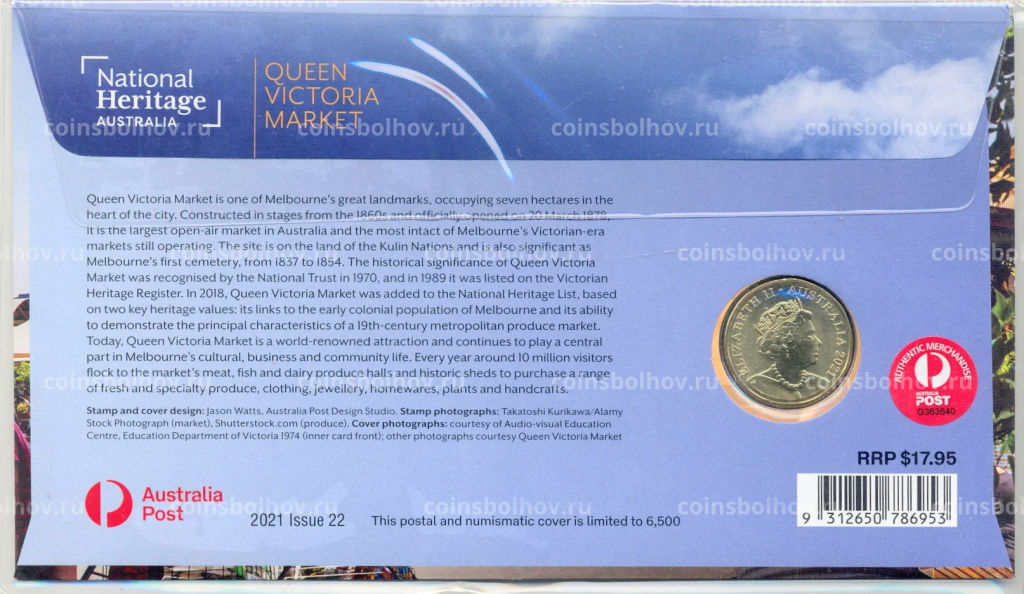 National
Heritage
AUSTRALIA
QUEEN
VICTORIA
MARKET
Queen Victoria Market is one of Melbourne's great landmarks, occupying seven hectares in the
heart of the city. Constructed in stages from the 1860s and officially opened on 20 March 1878,
it is the largest open-air market in Australia and the most intact of Melbourne's Victorian-era
markets still operating. The site is on the land of the Kulin Nations and is also significant as
Melbourne's first cemetery, from 1837 to 1854. The historical significance of Queen Victoria
Market was recognised by the National Trust in 1970, and in 1989 it was listed on the Victorian
Heritage Register. In 2018, Queen Victoria Market was added to the National Heritage List, based
on two key heritage values: its links to the early colonial population of Melbourne and its ability
to demonstrate the principal characteristics of a 19th-century metropolitan produce market.
Today, Queen Victoria Market is a world-renowned attraction and continues to play a central
part in Melbourne's cultural, business and community life. Every year around 10 million visitors
flock to the market's meat, fish and dairy produce halls and historic sheds to purchase a range
of fresh and specialty produce, clothing, jewellery, homewares, plants and handcrafts.
Stamp and cover design: Jason Watts, Australia Post Design Studio. Stamp photographs: Takatoshi Kurikawa/Alamy
Stock Photograph (market), Shutterstock.com (produce). Cover photographs: courtesy of Audio-visual Education
Centre, Education Department of Victoria 1974 (inner card front); other photographs courtesy Queen Victoria Market
ELIZABETH II · AUSTRALIA 2021
AUTHENTIC MERCHANDISE
AUSTRALIA
POST
G363640
RRP $17.95
9 312650 786953
Australia
Post
2021 Issue 22
This postal and numismatic cover is limited to 6,500
coinsbolhov.ru